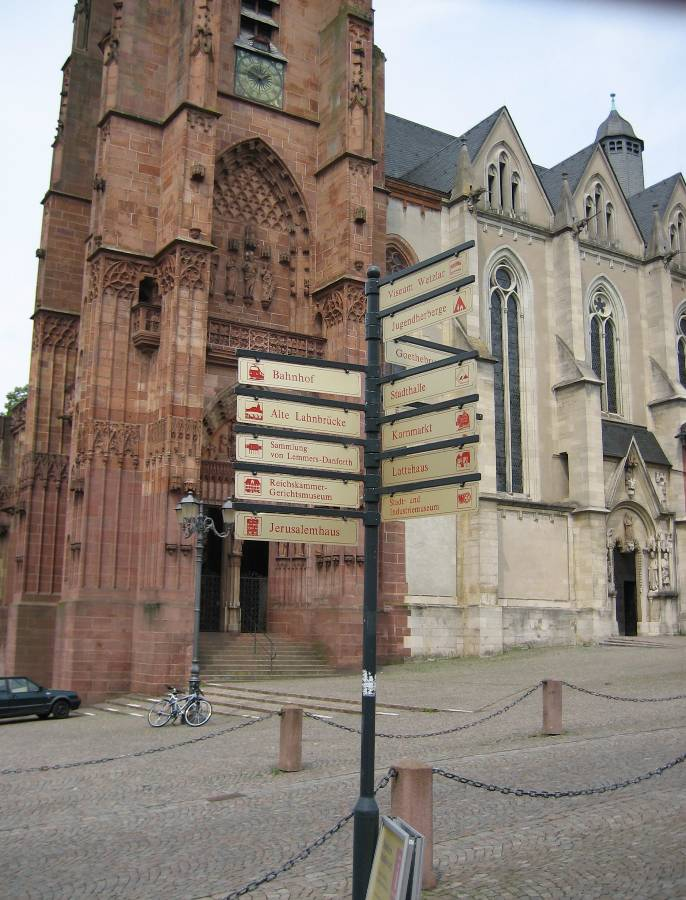 Viseum Wetzlar
Jugendherberge
Stadthalle
Kornmarkt
Lottehaus
Stadt- und
Industriemuseum
Bahnhof
Alte Lahnbrücke
Sammlung
von Lemmers-Danforth
Reichskammer-
Gerichtsmuseum
Jerusalemhaus